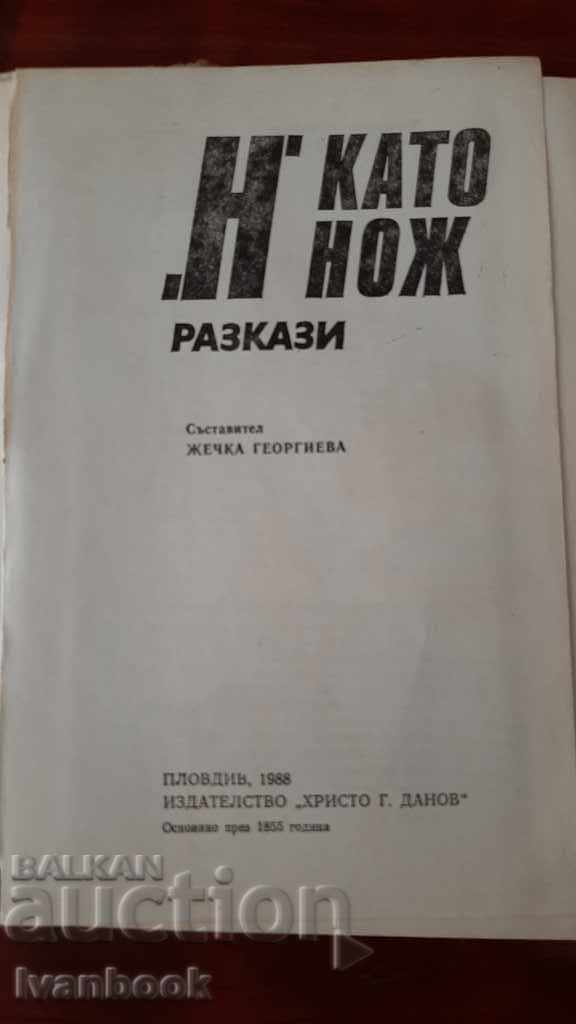 „Н" КАТО
НОЖ
РАЗКАЗИ
Съставител
ЖЕЧКА ГЕОРГИЕВА
ПЛОВДИВ, 1988
ИЗДАТЕЛСТВО „ХРИСТО Г. ДАНОВ"
Основано през 1855 година
BALKAN
auction
Ivanbook